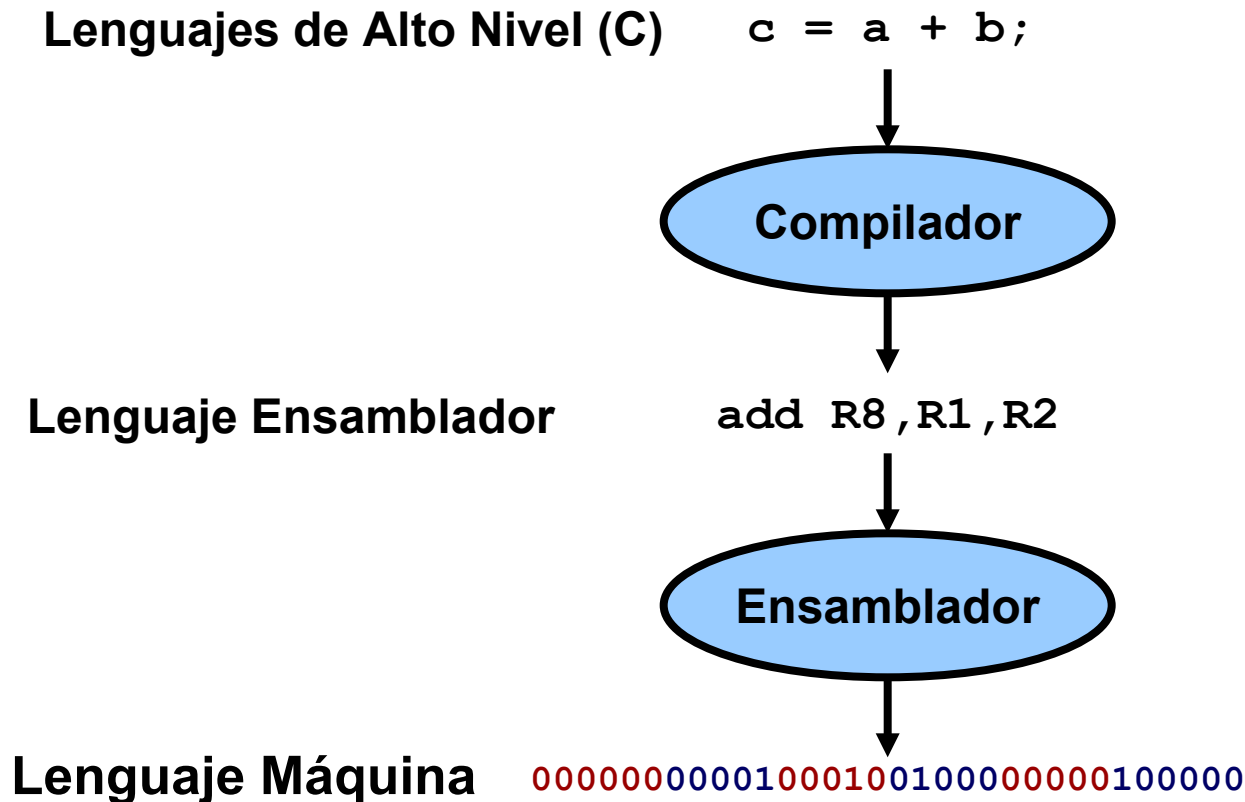 Lenguajes de Alto Nivel (C) c = a + b;
Compilador
Lenguaje Ensamblador add R8,R1,R2
Ensamblador
Lenguaje Máquina 00000000001000100100000000100000